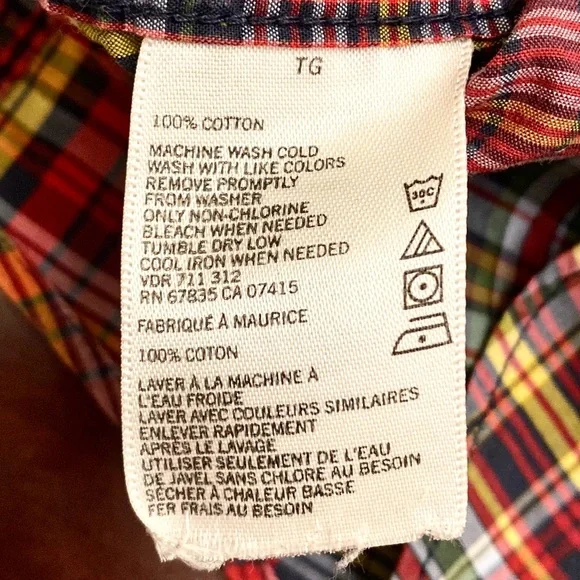 TG
100% COTTON
MACHINE WASH COLD
WASH WITH LIKE COLORS
REMOVE PROMPTLY
FROM WASHER
ONLY NON-CHLORINE
BLEACH WHEN NEEDED
TUMBLE DRY LOW
COOL IRON WHEN NEEDED
VDR 711 312
RN 67835 CA 07415
FABRIQUÉ À MAURICE
100% COTON
LAVER À LA MACHINE À
L'EAU FROIDE
LAVER AVEC COULEURS SIMILAIRES
ENLEVER RAPIDEMENT
APRÈS LE LAVAGE
UTILISER SEULEMENT DE L'EAU
DE JAVEL SANS CHLORE AU BESOIN
SÉCHER À CHALEUR BASSE
FER FRAIS AU BESOIN
30C